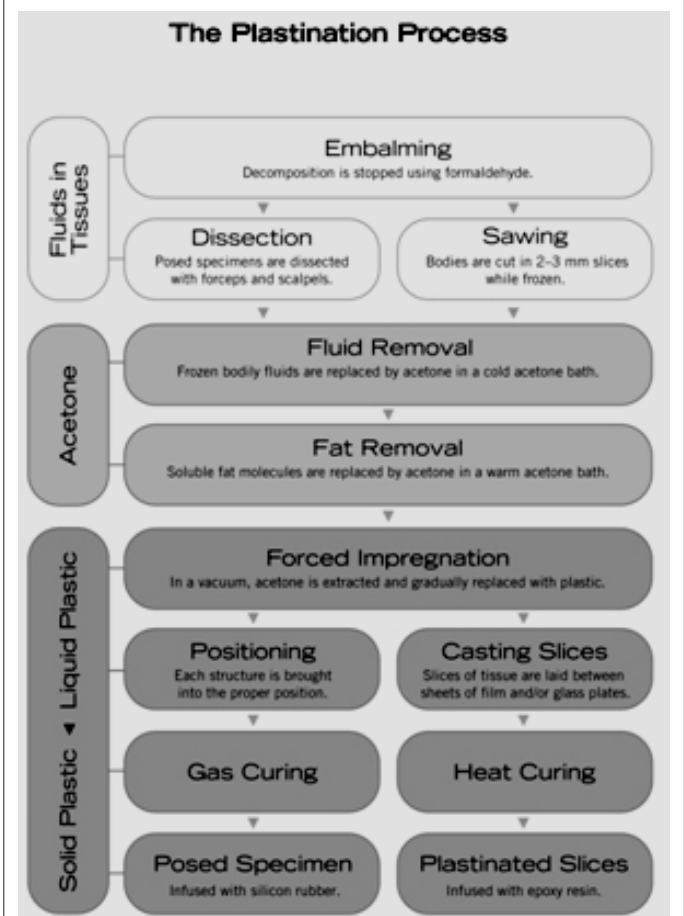 The Plastination Process
Fluids in
Tissues
Embalming
Decomposition is stopped using formaldehyde.
Dissection
Posed specimens are dissected
with forceps and scalpels.
Sawing
Bodies are cut in 2–3 mm slices
while frozen.
Acetone
Fluid Removal
Frozen bodily fluids are replaced by acetone in a cold acetone bath.
Fat Removal
Soluble fat molecules are replaced by acetone in a warm acetone bath.
Solid Plastic ◄ Liquid Plastic
Forced Impregnation
In a vacuum, acetone is extracted and gradually replaced with plastic.
Positioning
Each structure is brought
into the proper position.
Casting Slices
Slices of tissue are laid between
sheets of film and/or glass plates.
Gas Curing
Heat Curing
Posed Specimen
Infused with silicon rubber.
Plastinated Slices
Infused with epoxy resin.